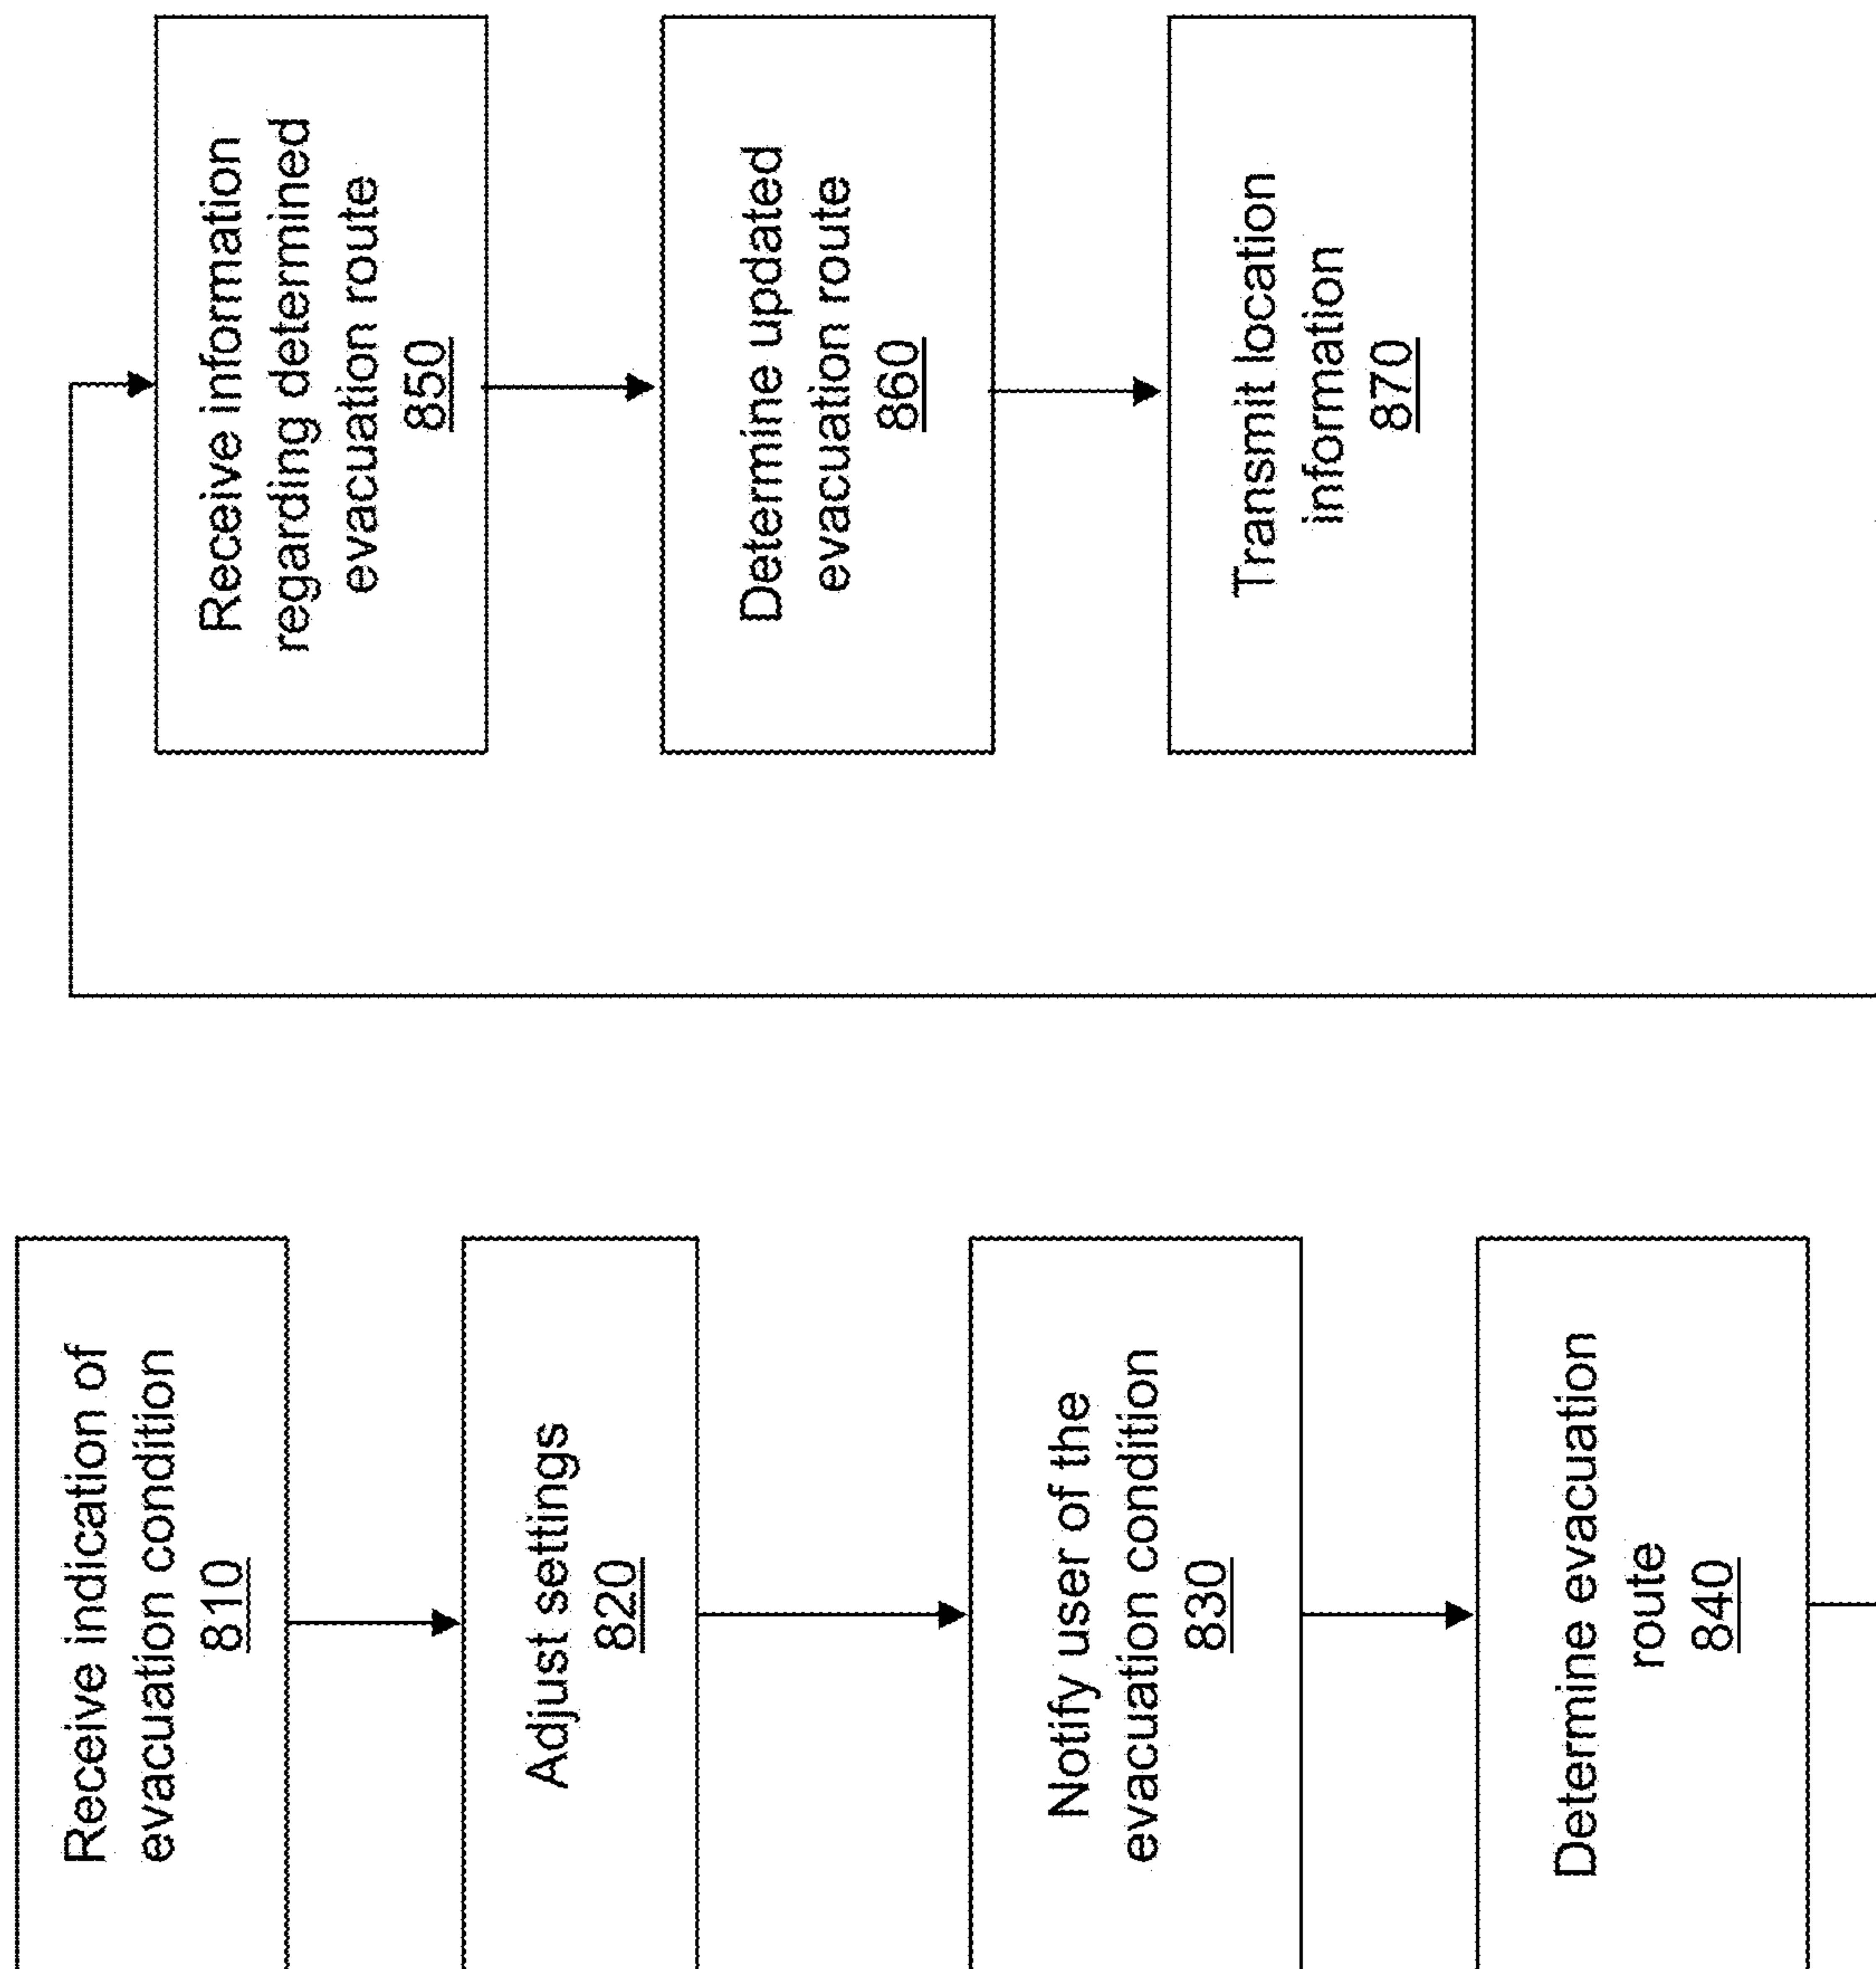 Receive indication of
evacuation condition
810
Adjust settings
820
Notify user of the
evacuation condition
830
Determine evacuation
route
840
Receive information
regarding determined
evacuation route
850
Determine updated
evacuation route
860
Transmit location
information
870